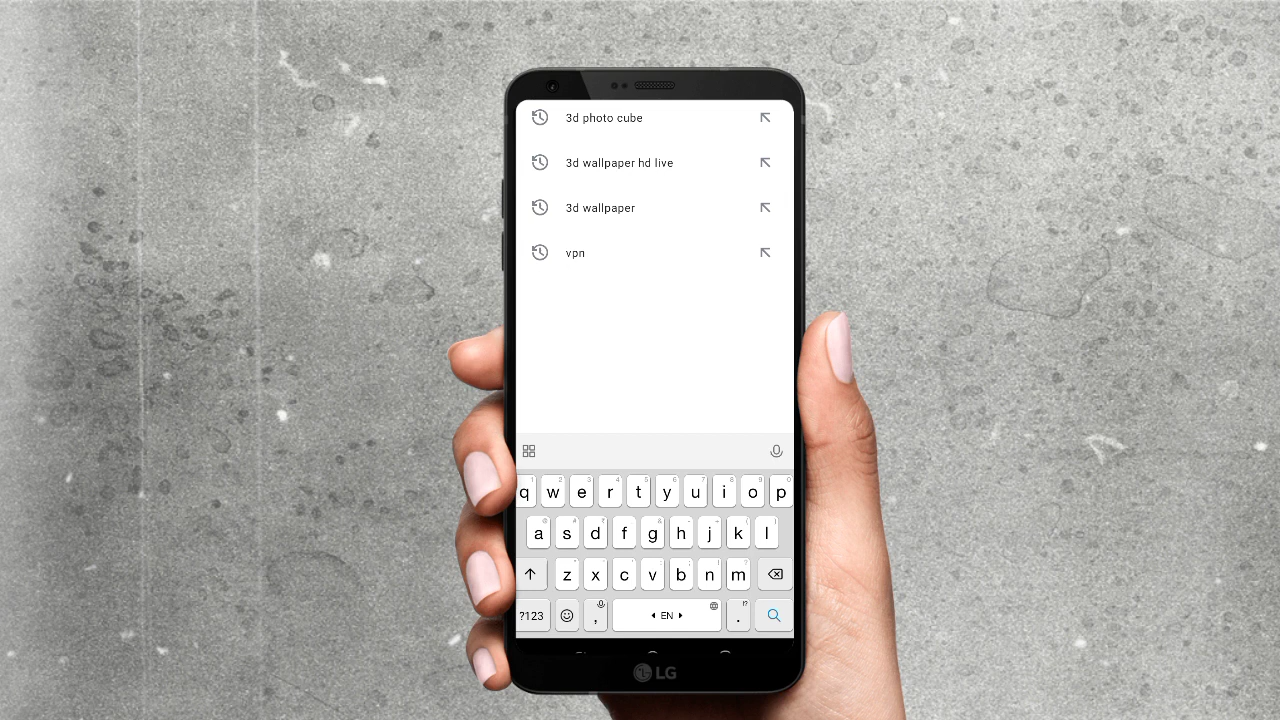 3d photo cube
3d wallpaper hd live
3d wallpaper
vpn
q w e r t y u i o p
a s d f g h j k l
z x c v b n m
?123 , EN .
LG